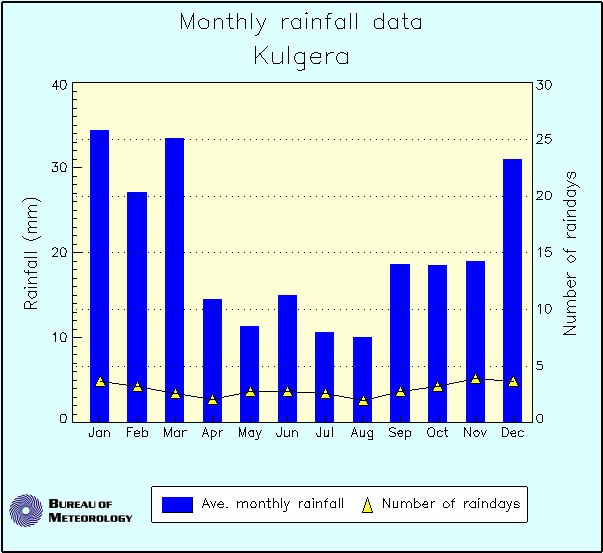 Monthly rainfall data
Kulgera
40
30
20
10
0
Rainfall (mm)
30
25
20
15
10
5
0
Number of raindays
Jan Feb Mar Apr May Jun Jul Aug Sep Oct Nov Dec
BUREAU OF
METEOROLOGY
Ave. monthly rainfall Number of raindays